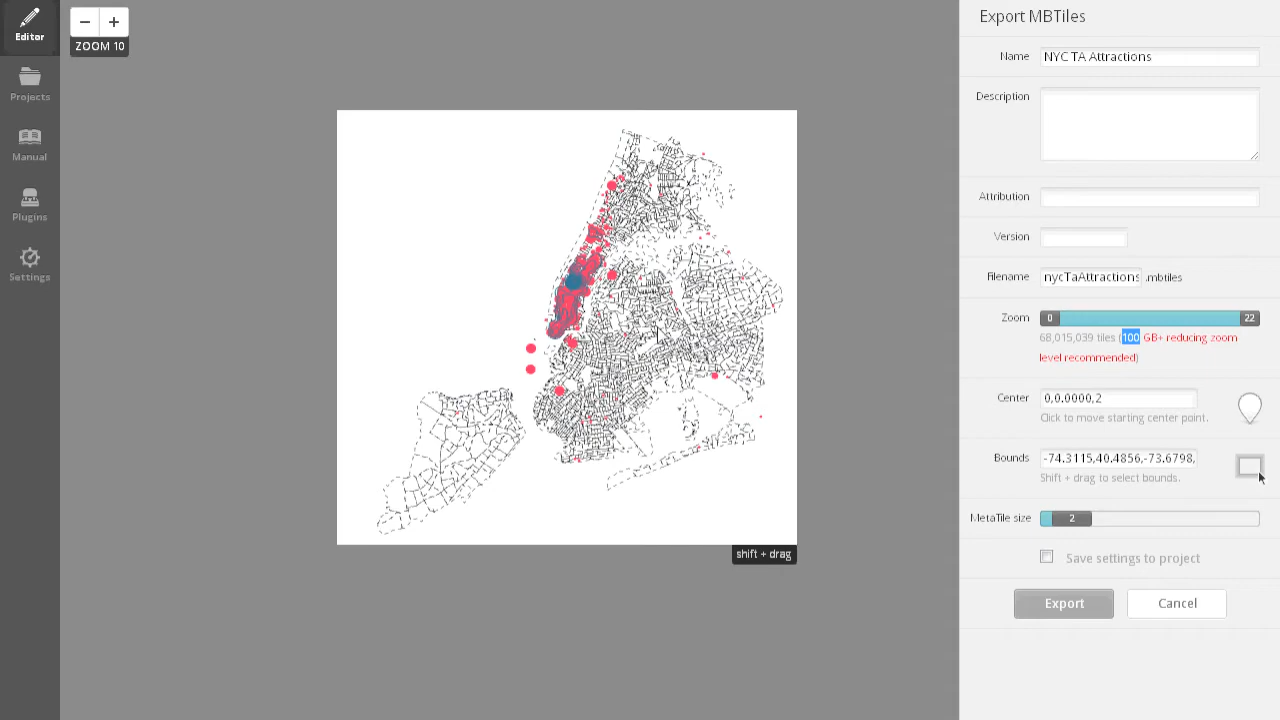 Editor
Projects
Manual
Plugins
Settings
− +
ZOOM 10
shift + drag
Export MBTiles
Name NYC TA Attractions
Description
Attribution
Version
Filename nycTaAttractions .mbtiles
Zoom 0 22
68,015,039 tiles (100 GB+ reducing zoom
level recommended)
Center 0,0.0000,2
Click to move starting center point.
Bounds -74.3115,40.4856,-73.6798,
Shift + drag to select bounds.
MetaTile size 2
Save settings to project
Export Cancel